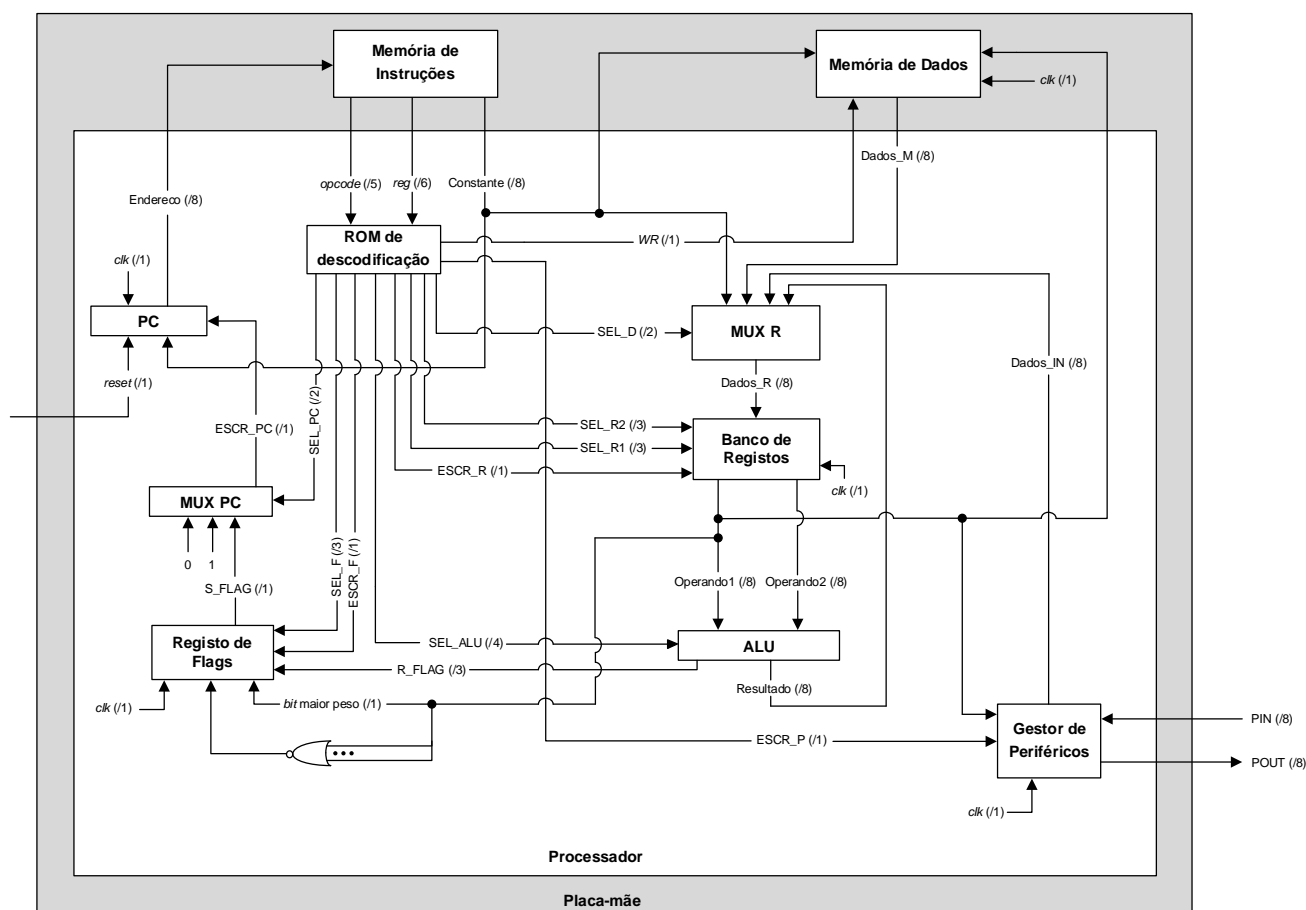 Memória de
Instruções
Memória de Dados
clk (/1)
Dados_M (/8)
opcode (/5)
reg (/6)
Constante (/8)
Endereco (/8)
ROM de
descodificação
WR (/1)
clk (/1)
PC
SEL_D (/2)
MUX R
Dados_IN (/8)
reset (/1)
Dados_R (/8)
SEL_PC (/2)
ESCR_PC (/1)
SEL_R2 (/3)
SEL_R1 (/3)
ESCR_R (/1)
Banco de
Registos
clk (/1)
MUX PC
0
1
S_FLAG (/1)
SEL_F (/3)
ESCR_F (/1)
Operando1 (/8)
Operando2 (/8)
Registo de
Flags
SEL_ALU (/4)
ALU
R_FLAG (/3)
Resultado (/8)
clk (/1)
bit maior peso (/1)
ESCR_P (/1)
Gestor de
Periféricos
PIN (/8)
POUT (/8)
clk (/1)
Processador
Placa-mãe